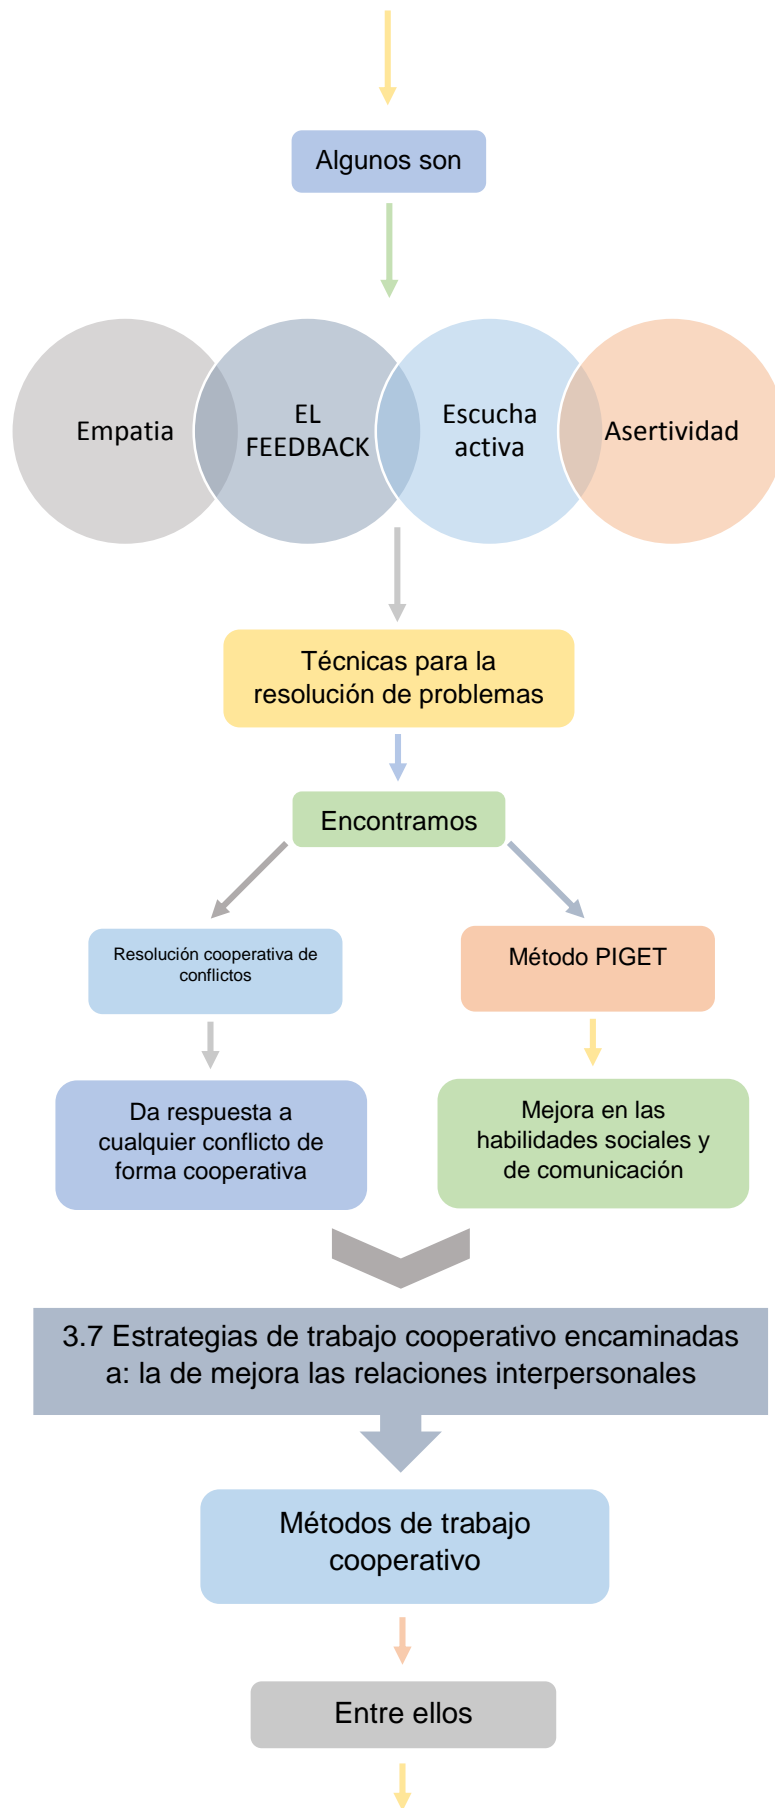 Algunos son
Empatia
EL
FEEDBACK
Escucha
activa
Asertividad
Técnicas para la
resolución de problemas
Encontramos
Resolución cooperativa de
conflictos
Método PIGET
Da respuesta a
cualquier conflicto de
forma cooperativa
Mejora en las
habilidades sociales y
de comunicación
3.7 Estrategias de trabajo cooperativo encaminadas
a: la de mejora las relaciones interpersonales
Métodos de trabajo
cooperativo
Entre ellos